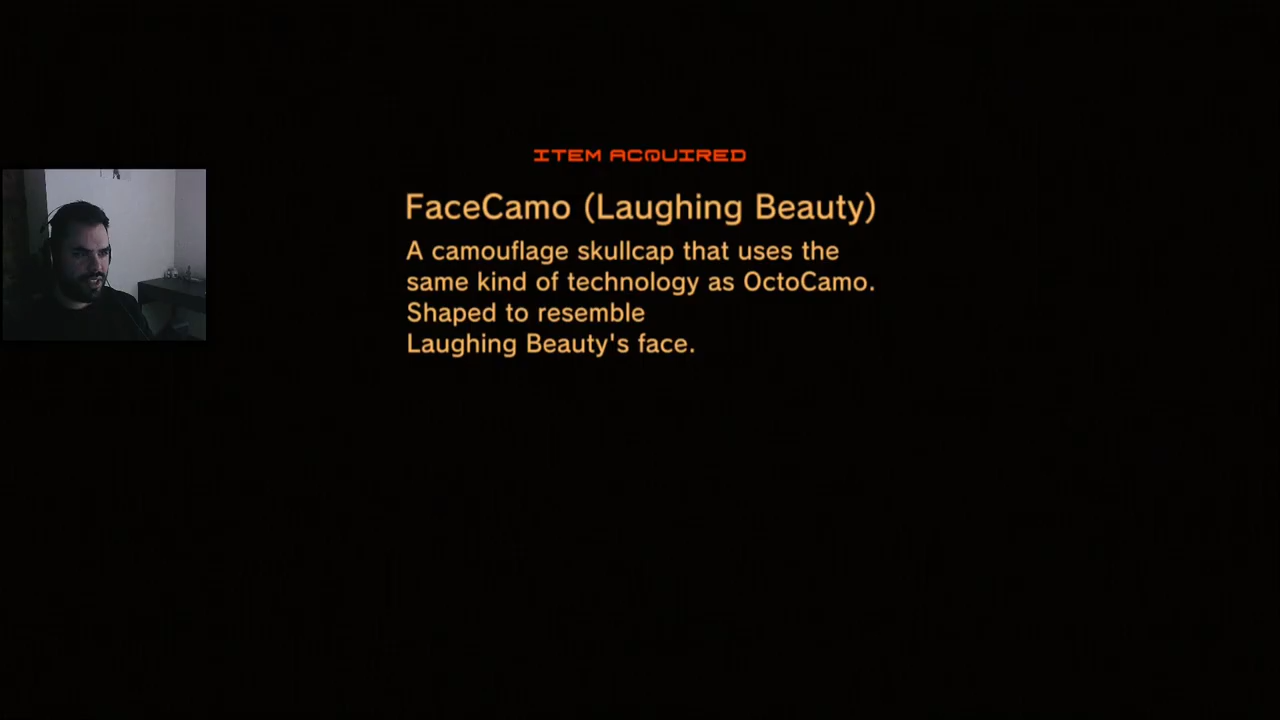 ITEM ACQUIRED
FaceCamo (Laughing Beauty)
A camouflage skullcap that uses the
same kind of technology as OctoCamo.
Shaped to resemble
Laughing Beauty's face.